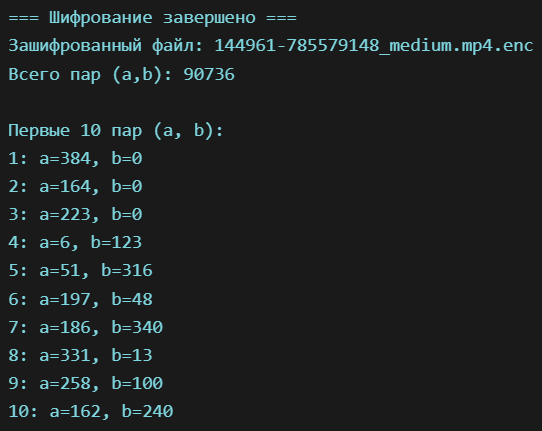 === Шифрование завершено ===
Зашифрованный файл: 144961-785579148_medium.mp4.enc
Всего пар (a,b): 90736
Первые 10 пар (a, b):
1: a=384, b=0
2: a=164, b=0
3: a=223, b=0
4: a=6, b=123
5: a=51, b=316
6: a=197, b=48
7: a=186, b=340
8: a=331, b=13
9: a=258, b=100
10: a=162, b=240